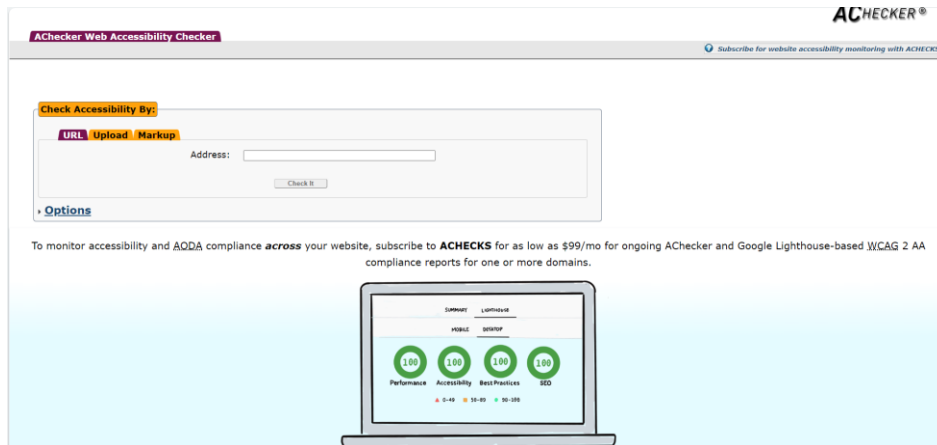 ACHECKER®
AChecker Web Accessibility Checker
Subscribe for website accessibility monitoring with ACHECKS
Check Accessibility By:
URL Upload Markup
Address:
Check It
Options
To monitor accessibility and AODA compliance across your website, subscribe to ACHECKS for as low as $99/mo for ongoing AChecker and Google Lighthouse-based WCAG 2 AA
compliance reports for one or more domains.
SUMMARY LIGHTHOUSE
MOBILE DESKTOP
100 100 100 100
Performance Accessibility Best Practices SEO
0-49 50-89 90-100